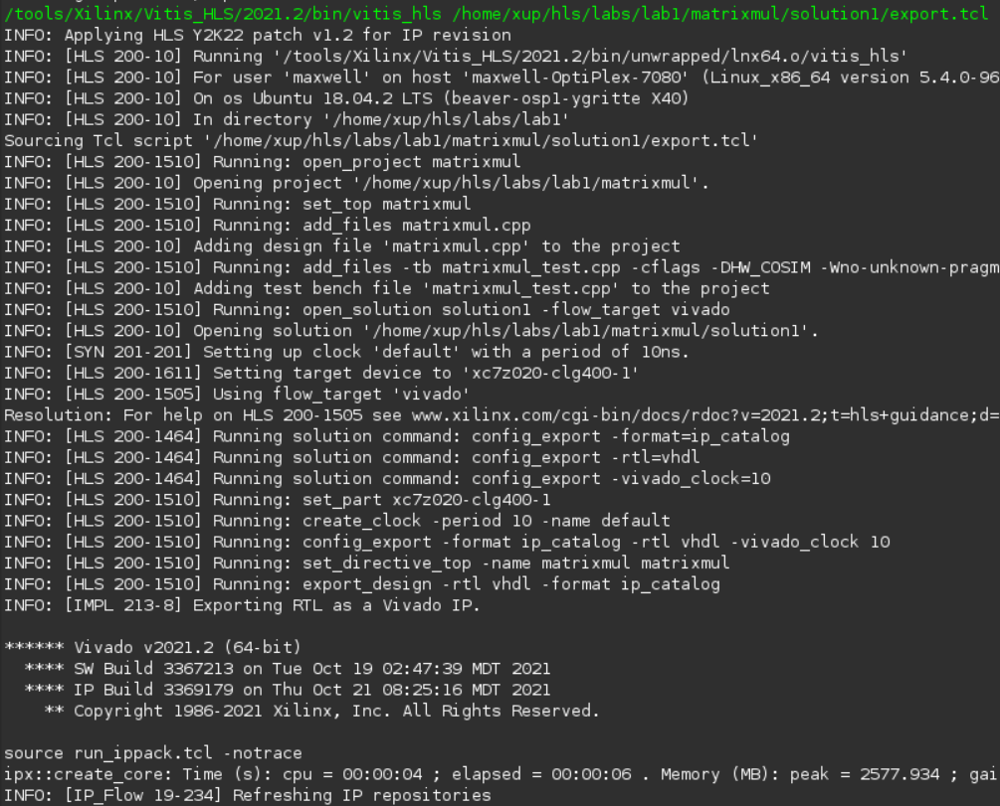 /tools/Xilinx/Vitis_HLS/2021.2/bin/vitis_hls /home/xup/hls/labs/lab1/matrixmul/solution1/export.tcl
INFO: Applying HLS Y2K22 patch v1.2 for IP revision
INFO: [HLS 200-10] Running '/tools/Xilinx/Vitis_HLS/2021.2/bin/unwrapped/lnx64.o/vitis_hls'
INFO: [HLS 200-10] For user 'maxwell' on host 'maxwell-OptiPlex-7080' (Linux_x86_64 version 5.4.0-96
INFO: [HLS 200-10] On os Ubuntu 18.04.2 LTS (beaver-osp1-ygritte X40)
INFO: [HLS 200-10] In directory '/home/xup/hls/labs/lab1'
Sourcing Tcl script '/home/xup/hls/labs/lab1/matrixmul/solution1/export.tcl'
INFO: [HLS 200-1510] Running: open_project matrixmul
INFO: [HLS 200-10] Opening project '/home/xup/hls/labs/lab1/matrixmul'.
INFO: [HLS 200-1510] Running: set_top matrixmul
INFO: [HLS 200-1510] Running: add_files matrixmul.cpp
INFO: [HLS 200-10] Adding design file 'matrixmul.cpp' to the project
INFO: [HLS 200-1510] Running: add_files -tb matrixmul_test.cpp -cflags -DHW_COSIM -Wno-unknown-pragm
INFO: [HLS 200-10] Adding test bench file 'matrixmul_test.cpp' to the project
INFO: [HLS 200-1510] Running: open_solution solution1 -flow_target vivado
INFO: [HLS 200-10] Opening solution '/home/xup/hls/labs/lab1/matrixmul/solution1'.
INFO: [SYN 201-201] Setting up clock 'default' with a period of 10ns.
INFO: [HLS 200-1611] Setting target device to 'xc7z020-clg400-1'
INFO: [HLS 200-1505] Using flow_target 'vivado'
Resolution: For help on HLS 200-1505 see www.xilinx.com/cgi-bin/docs/rdoc?v=2021.2;t=hls+guidance;d=
INFO: [HLS 200-1464] Running solution command: config_export -format=ip_catalog
INFO: [HLS 200-1464] Running solution command: config_export -rtl=vhdl
INFO: [HLS 200-1464] Running solution command: config_export -vivado_clock=10
INFO: [HLS 200-1510] Running: set_part xc7z020-clg400-1
INFO: [HLS 200-1510] Running: create_clock -period 10 -name default
INFO: [HLS 200-1510] Running: config_export -format ip_catalog -rtl vhdl -vivado_clock 10
INFO: [HLS 200-1510] Running: set_directive_top -name matrixmul matrixmul
INFO: [HLS 200-1510] Running: export_design -rtl vhdl -format ip_catalog
INFO: [IMPL 213-8] Exporting RTL as a Vivado IP.
****** Vivado v2021.2 (64-bit)
**** SW Build 3367213 on Tue Oct 19 02:47:39 MDT 2021
**** IP Build 3369179 on Thu Oct 21 08:25:16 MDT 2021
** Copyright 1986-2021 Xilinx, Inc. All Rights Reserved.
source run_ippack.tcl -notrace
ipx::create_core: Time (s): cpu = 00:00:04 ; elapsed = 00:00:06 . Memory (MB): peak = 2577.934 ; gai
INFO: [IP_Flow 19-234] Refreshing IP repositories